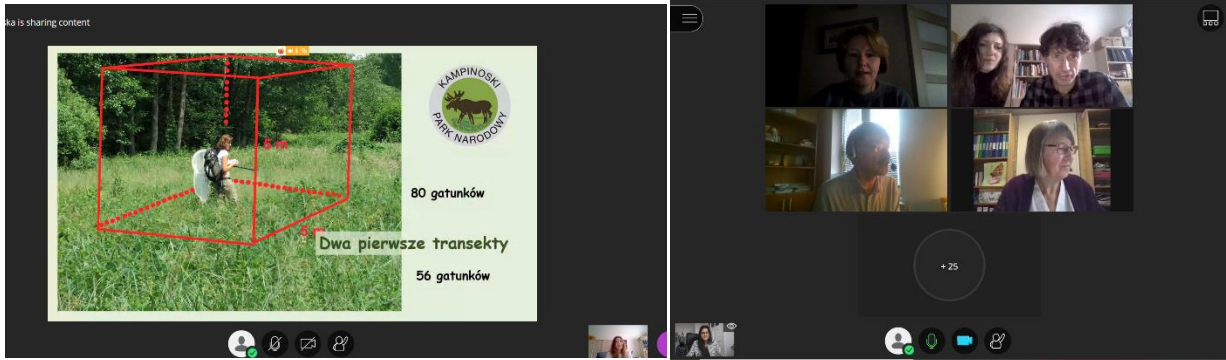 ska is sharing content
KAMPINOSKI
PARK NARODOWY
5 m
80 gatunków
5 m
Dwa pierwsze transekty
56 gatunków
+ 25